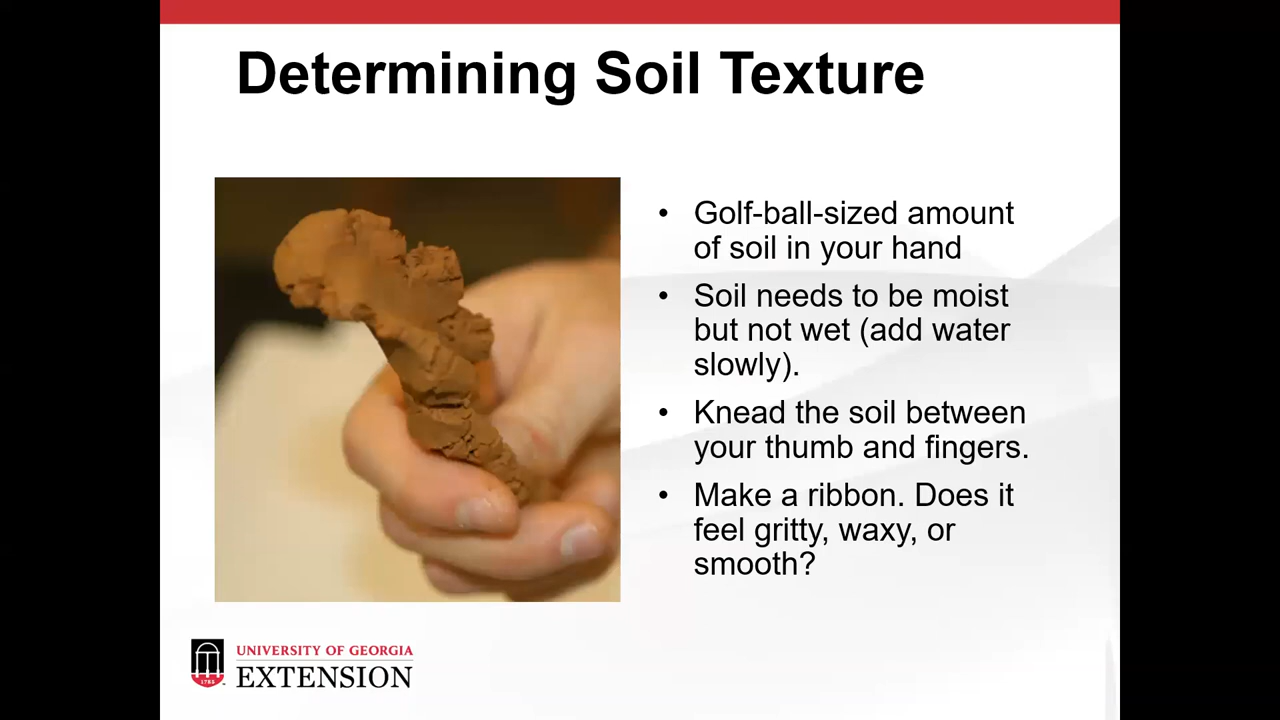 Determining Soil Texture
• Golf-ball-sized amount
of soil in your hand
• Soil needs to be moist
but not wet (add water
slowly).
• Knead the soil between
your thumb and fingers.
• Make a ribbon. Does it
feel gritty, waxy, or
smooth?
1785
UNIVERSITY OF GEORGIA
EXTENSION